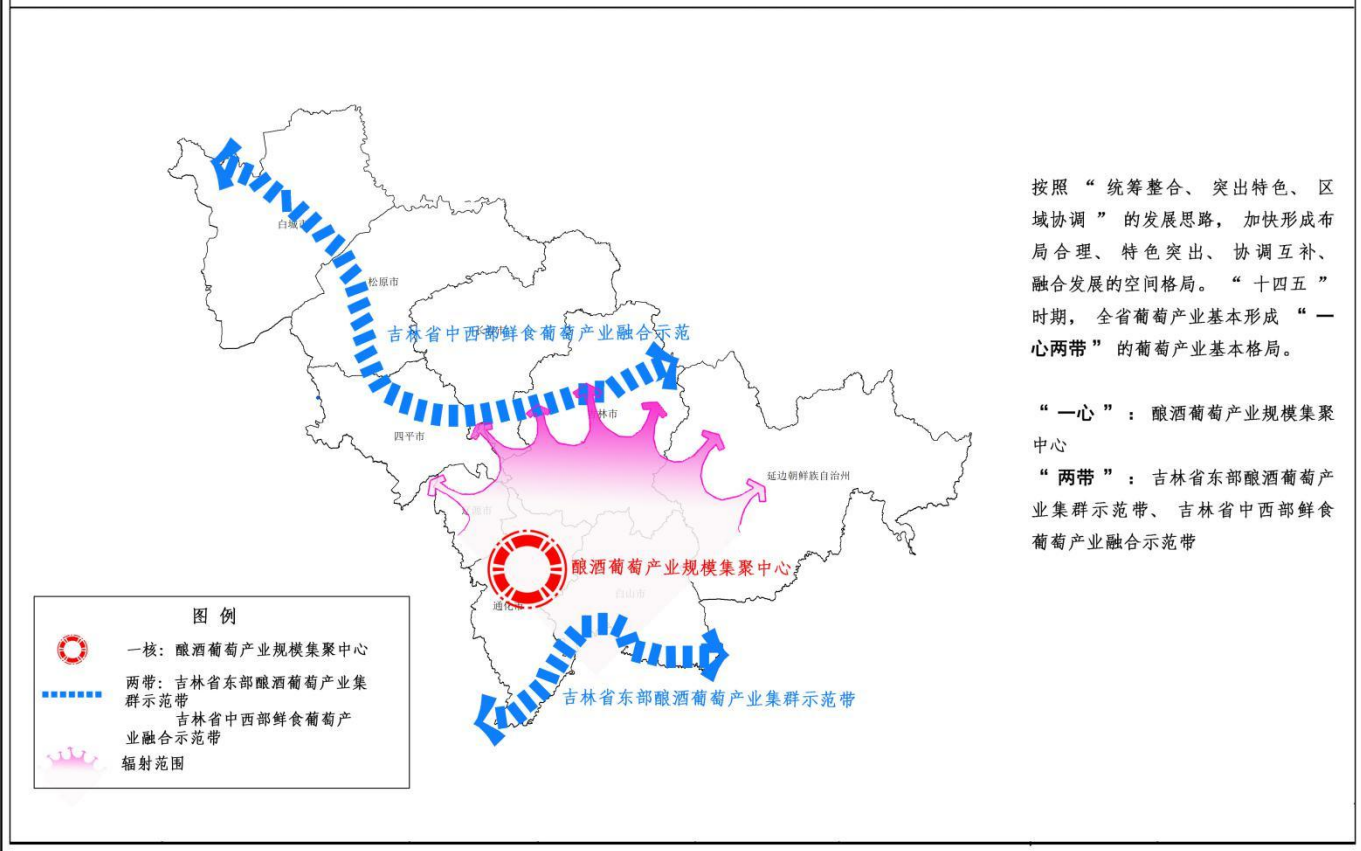 白城市
松原市
吉林省中西部鲜食葡萄产业融合示范
吉林市
四平市
延边朝鲜族自治州
酿酒葡萄产业规模集聚中心
白山市
通化市
吉林省东部酿酒葡萄产业集群示范带
按照 “ 统筹整合、 突出特色、 区
域协调 ” 的发展思路， 加快形成布
局合理、 特色突出、 协调互补、
融合发展的空间格局。 “ 十四五 ”
时期， 全省葡萄产业基本形成 “ 一
心两带 ” 的葡萄产业基本格局。
“ 一心 ” ： 酿酒葡萄产业规模集聚
中心
“ 两带 ” ：吉林省东部酿酒葡萄产
业集群示范带、 吉林省中西部鲜食
葡萄产业融合示范带
图 例
一核：酿酒葡萄产业规模集聚中心
两带：吉林省东部酿酒葡萄产业集
群示范带
吉林省中西部鲜食葡萄产
业融合示范带
辐射范围